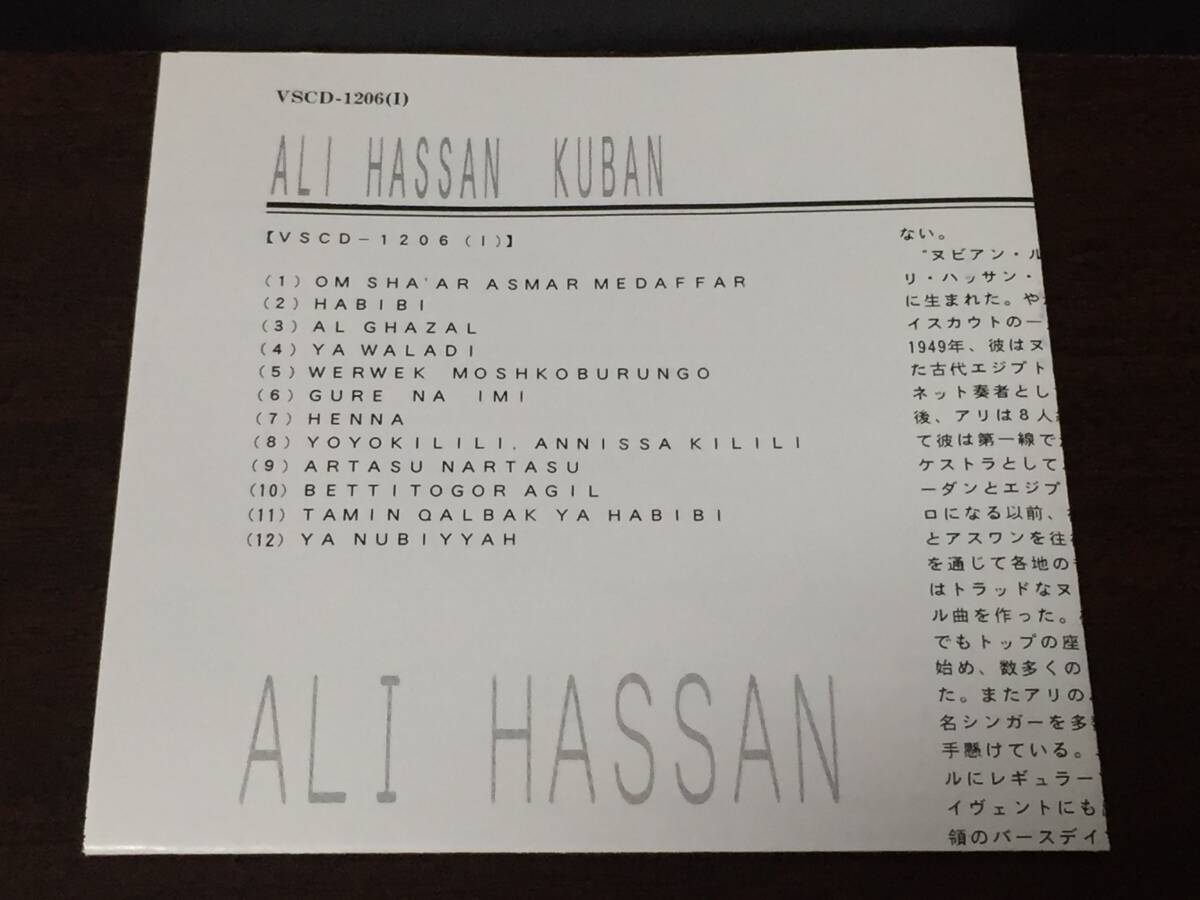 VSCD-1206(I)
ALI HASSAN KUBAN
【VSCD-1206(I)】
(1) OM SHA'AR ASMAR MEDAFFAR
(2) HABIBI
(3) AL GHAZAL
(4) YA WALADI
(5) WERWEK MOSHKOBURUNGO
(6) GURE NA IMI
(7) HENNA
(8) YOYOKILILI, ANNISSA KILILI
(9) ARTASU NARTASU
(10) BETTITOGOR AGIL
(11) TAMIN QALBAK YA HABIBI
(12) YA NUBIYYAH
ALI HASSAN
ない。
"ヌビアン・ル
リ・ハッサン・
に生まれた。や
イスカウトの一
1949年、彼はヌ
た古代エジプト
ネット奏者とし
後、アリは8人
て彼は第一線で
ケストラとして
ーダンとエジプ
ロになる以前、
とアスワンを往
を通じて各地の
はトラッドなヌ
ル曲を作った。
でもトップの座
始め、数多くの
た。またアリの
名シンガーを多
手懸けている。
ルにレギュラー
イヴェントにも
領のバースデイ